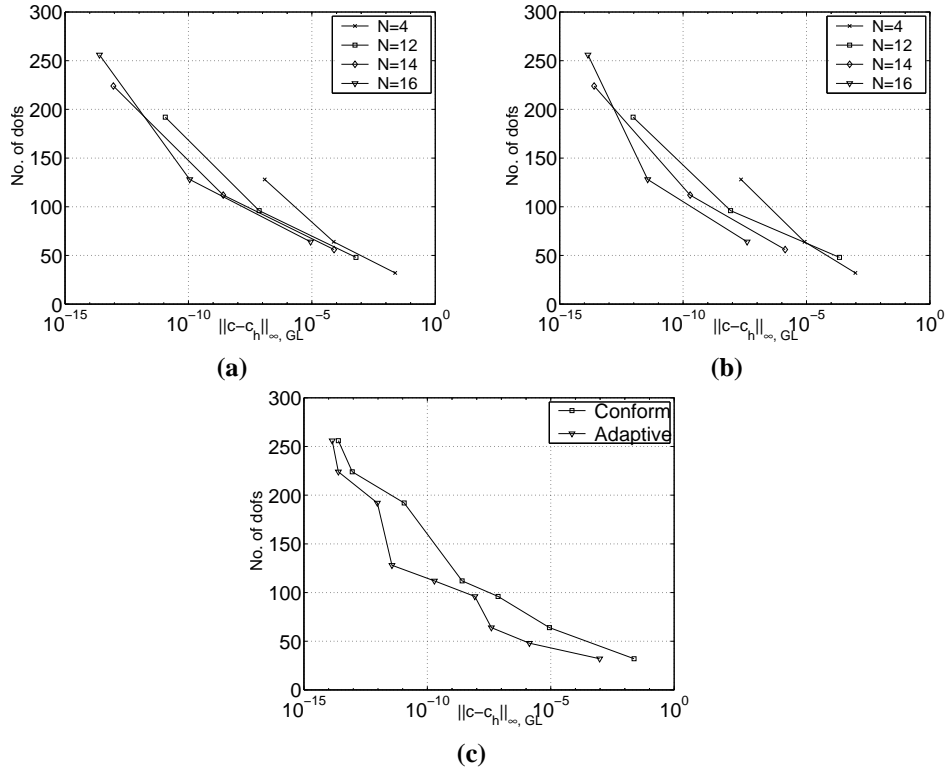 300
250
200
150
100
50
0
No. of dofs
N=4
N=12
N=14
N=16
10^-15
10^-10
10^-5
10^0
||c−c_h||_∞, GL
(a)
300
250
200
150
100
50
0
No. of dofs
N=4
N=12
N=14
N=16
10^-15
10^-10
10^-5
10^0
||c−c_h||_∞, GL
(b)
300
250
200
150
100
50
0
No. of dofs
Conform
Adaptive
10^-15
10^-10
10^-5
10^0
||c−c_h||_∞, GL
(c)